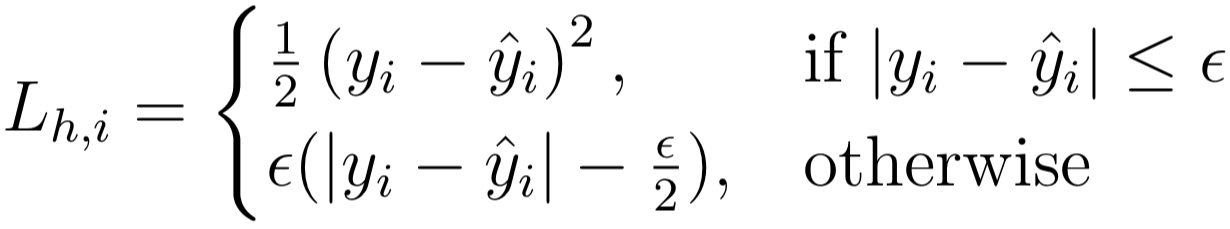 L_{h,i} = \begin{cases} \frac{1}{2} \left( y_i - \hat{y}_i \right)^2, & \text{if } |y_i - \hat{y}_i| \leq \epsilon \\ \epsilon(|y_i - \hat{y}_i| - \frac{\epsilon}{2}), & \text{otherwise} \end{cases}